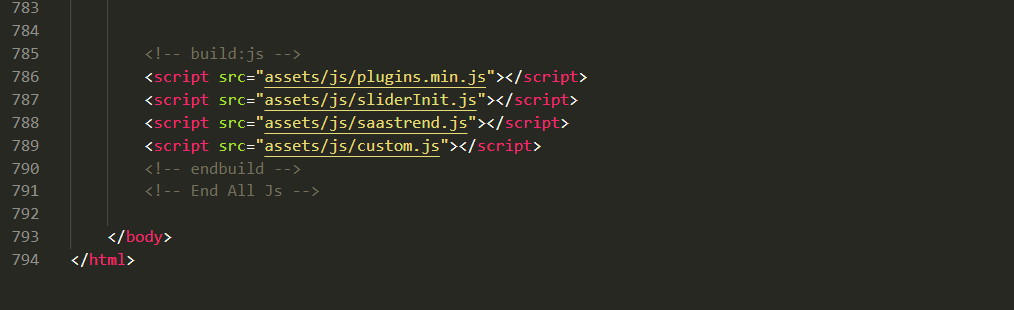 783
784
785 <!-- build:js -->
786 <script src="assets/js/plugins.min.js"></script>
787 <script src="assets/js/sliderInit.js"></script>
788 <script src="assets/js/saastrend.js"></script>
789 <script src="assets/js/custom.js"></script>
790 <!-- endbuild -->
791 <!-- End All Js -->
792
793 </body>
794 </html>